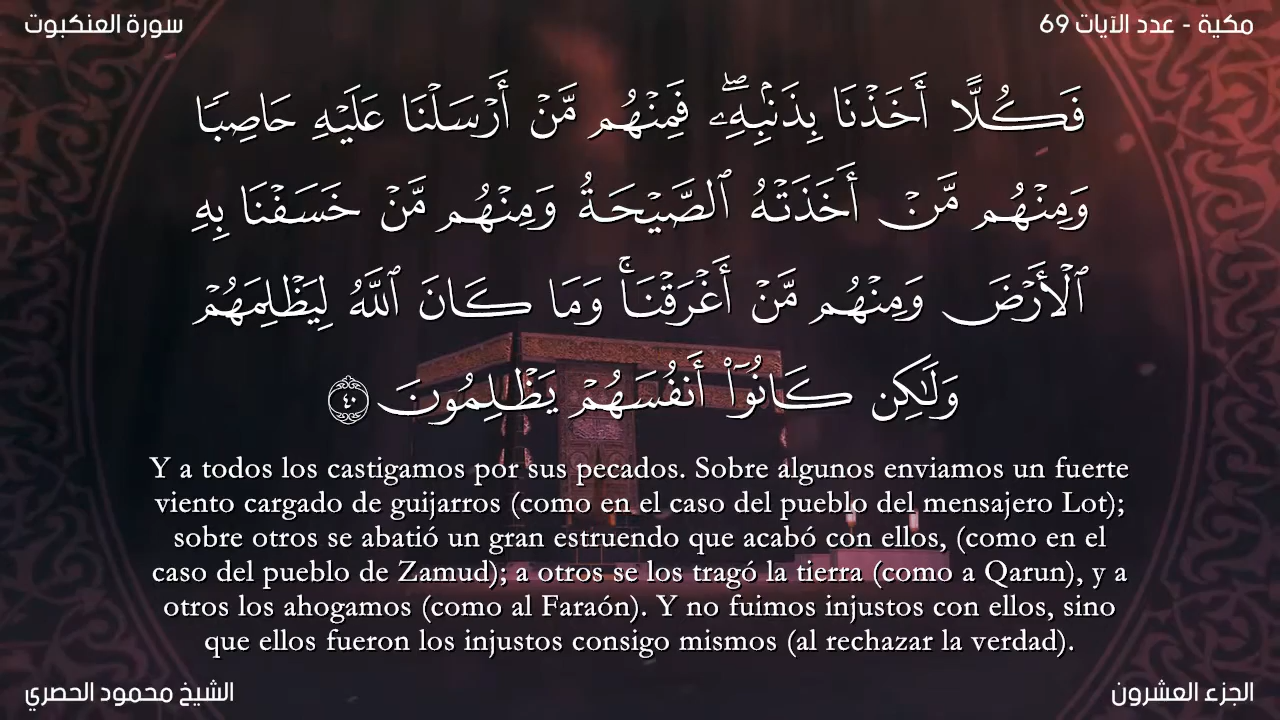 سورة العنكبوت
مكية - عدد الآيات 69
فَكُلًّا أَخَذْنَا بِذَنۢبِهِۦۖ فَمِنْهُم مَّنْ أَرْسَلْنَا عَلَيْهِ حَاصِبًا
وَمِنْهُم مَّنْ أَخَذَتْهُ ٱلصَّيْحَةُ وَمِنْهُم مَّنْ خَسَفْنَا بِهِ
ٱلْأَرْضَ وَمِنْهُم مَّنْ أَغْرَقْنَاۚ وَمَا كَانَ ٱللَّهُ لِيَظْلِمَهُمْ
وَلَٰكِن كَانُوٓا۟ أَنفُسَهُمْ يَظْلِمُونَ ٤٠
Y a todos los castigamos por sus pecados. Sobre algunos enviamos un fuerte
viento cargado de guijarros (como en el caso del pueblo del mensajero Lot);
sobre otros se abatió un gran estruendo que acabó con ellos, (como en el
caso del pueblo de Zamud); a otros se los tragó la tierra (como a Qarun), y a
otros los ahogamos (como al Faraón). Y no fuimos injustos con ellos, sino
que ellos fueron los injustos consigo mismos (al rechazar la verdad).
الشيخ محمود الحصري
الجزء العشرون